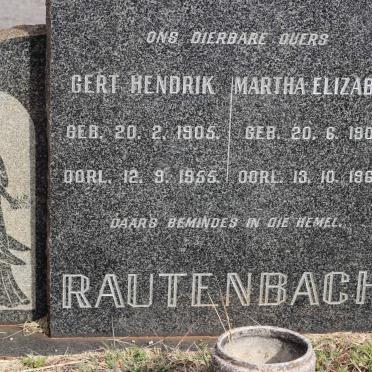 ONS DIERBARE OUERS
GERT HENDRIK MARTHA ELIZAB
GEB. 20. 2. 1905. GEB. 20. 6. 190
OORL. 12. 9. 1955. OORL. 13. 10. 196
DAAR'S BEMINDES IN DIE HEMEL.
RAUTENBACH